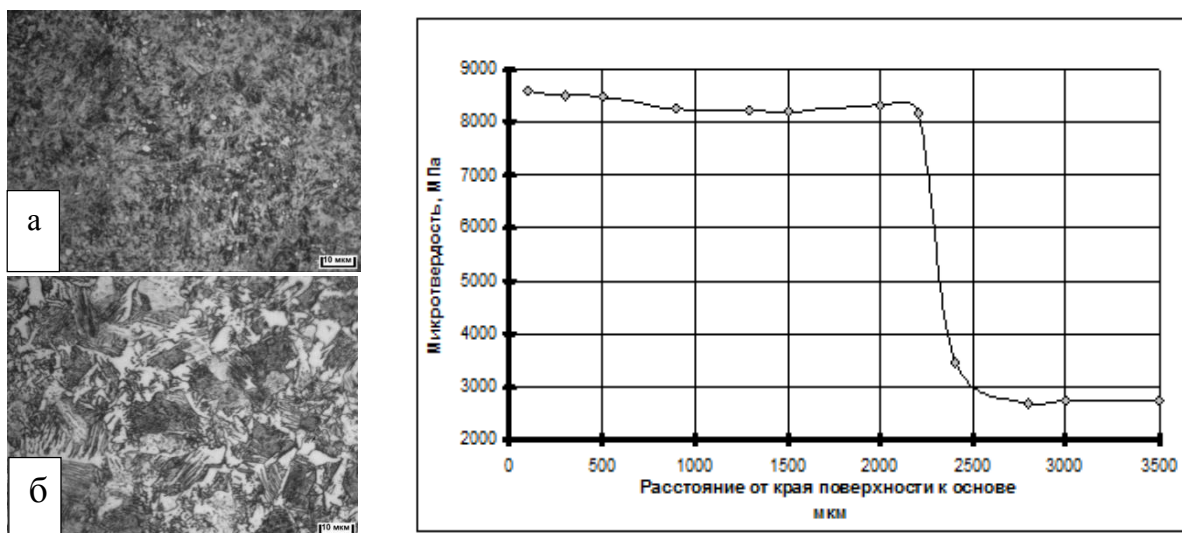 а
10 мкм
б
10 мкм
Микротвердость, МПа
9000
8000
7000
6000
5000
4000
3000
2000
0 500 1000 1500 2000 2500 3000 3500
Расстояние от края поверхности к основе
мкм